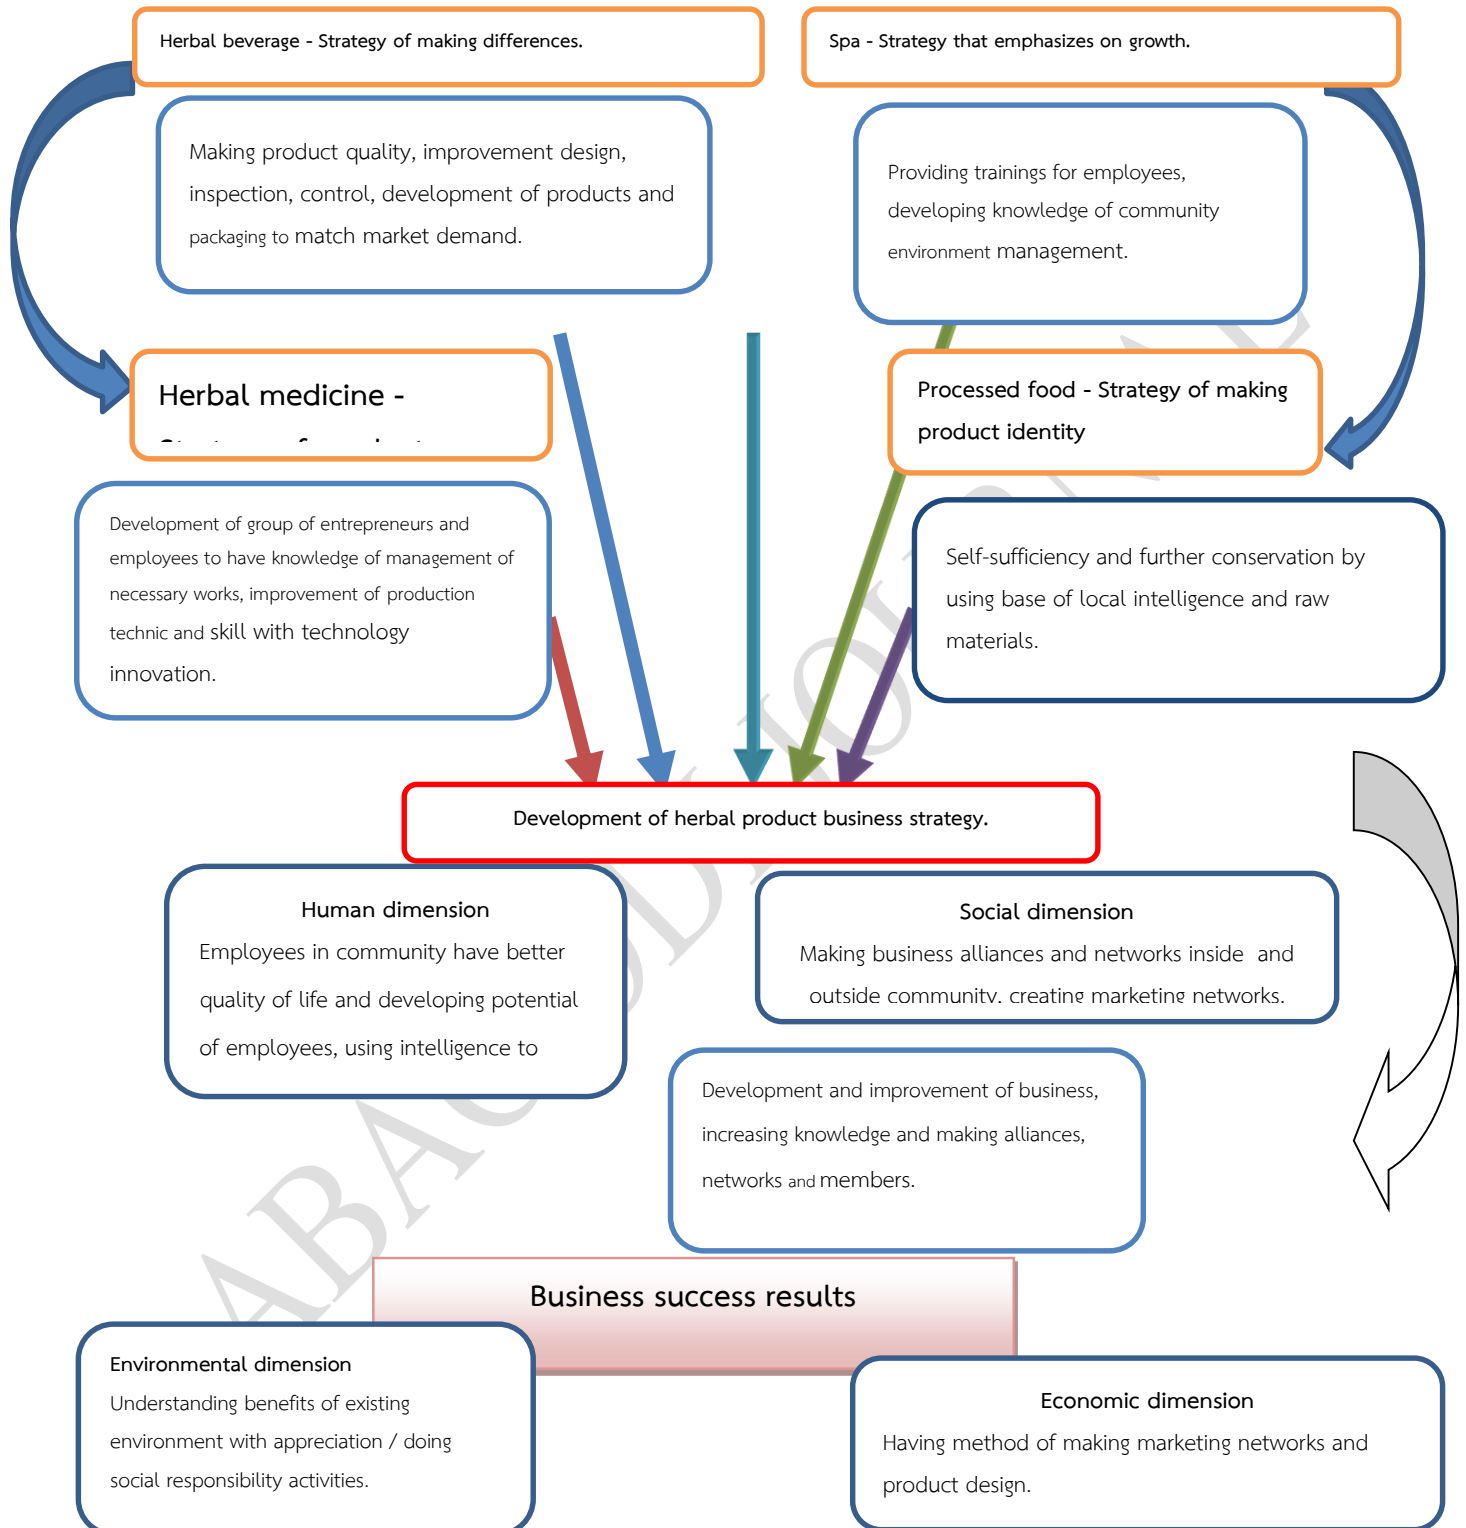 Herbal beverage - Strategy of making differences.
Spa - Strategy that emphasizes on growth.
Making product quality, improvement design,
inspection, control, development of products and
packaging to match market demand.
Providing trainings for employees,
developing knowledge of community
environment management.
Herbal medicine -
Processed food - Strategy of making
product identity
Development of group of entrepreneurs and
employees to have knowledge of management of
necessary works, improvement of production
technic and skill with technology
innovation.
Self-sufficiency and further conservation by
using base of local intelligence and raw
materials.
Development of herbal product business strategy.
Human dimension
Employees in community have better
quality of life and developing potential
of employees, using intelligence to
Social dimension
Making business alliances and networks inside and
outside community, creating marketing networks.
Development and improvement of business,
increasing knowledge and making alliances,
networks and members.
Business success results
Environmental dimension
Understanding benefits of existing
environment with appreciation / doing
social responsibility activities.
Economic dimension
Having method of making marketing networks and
product design.
ABAC ODI JOURNAL